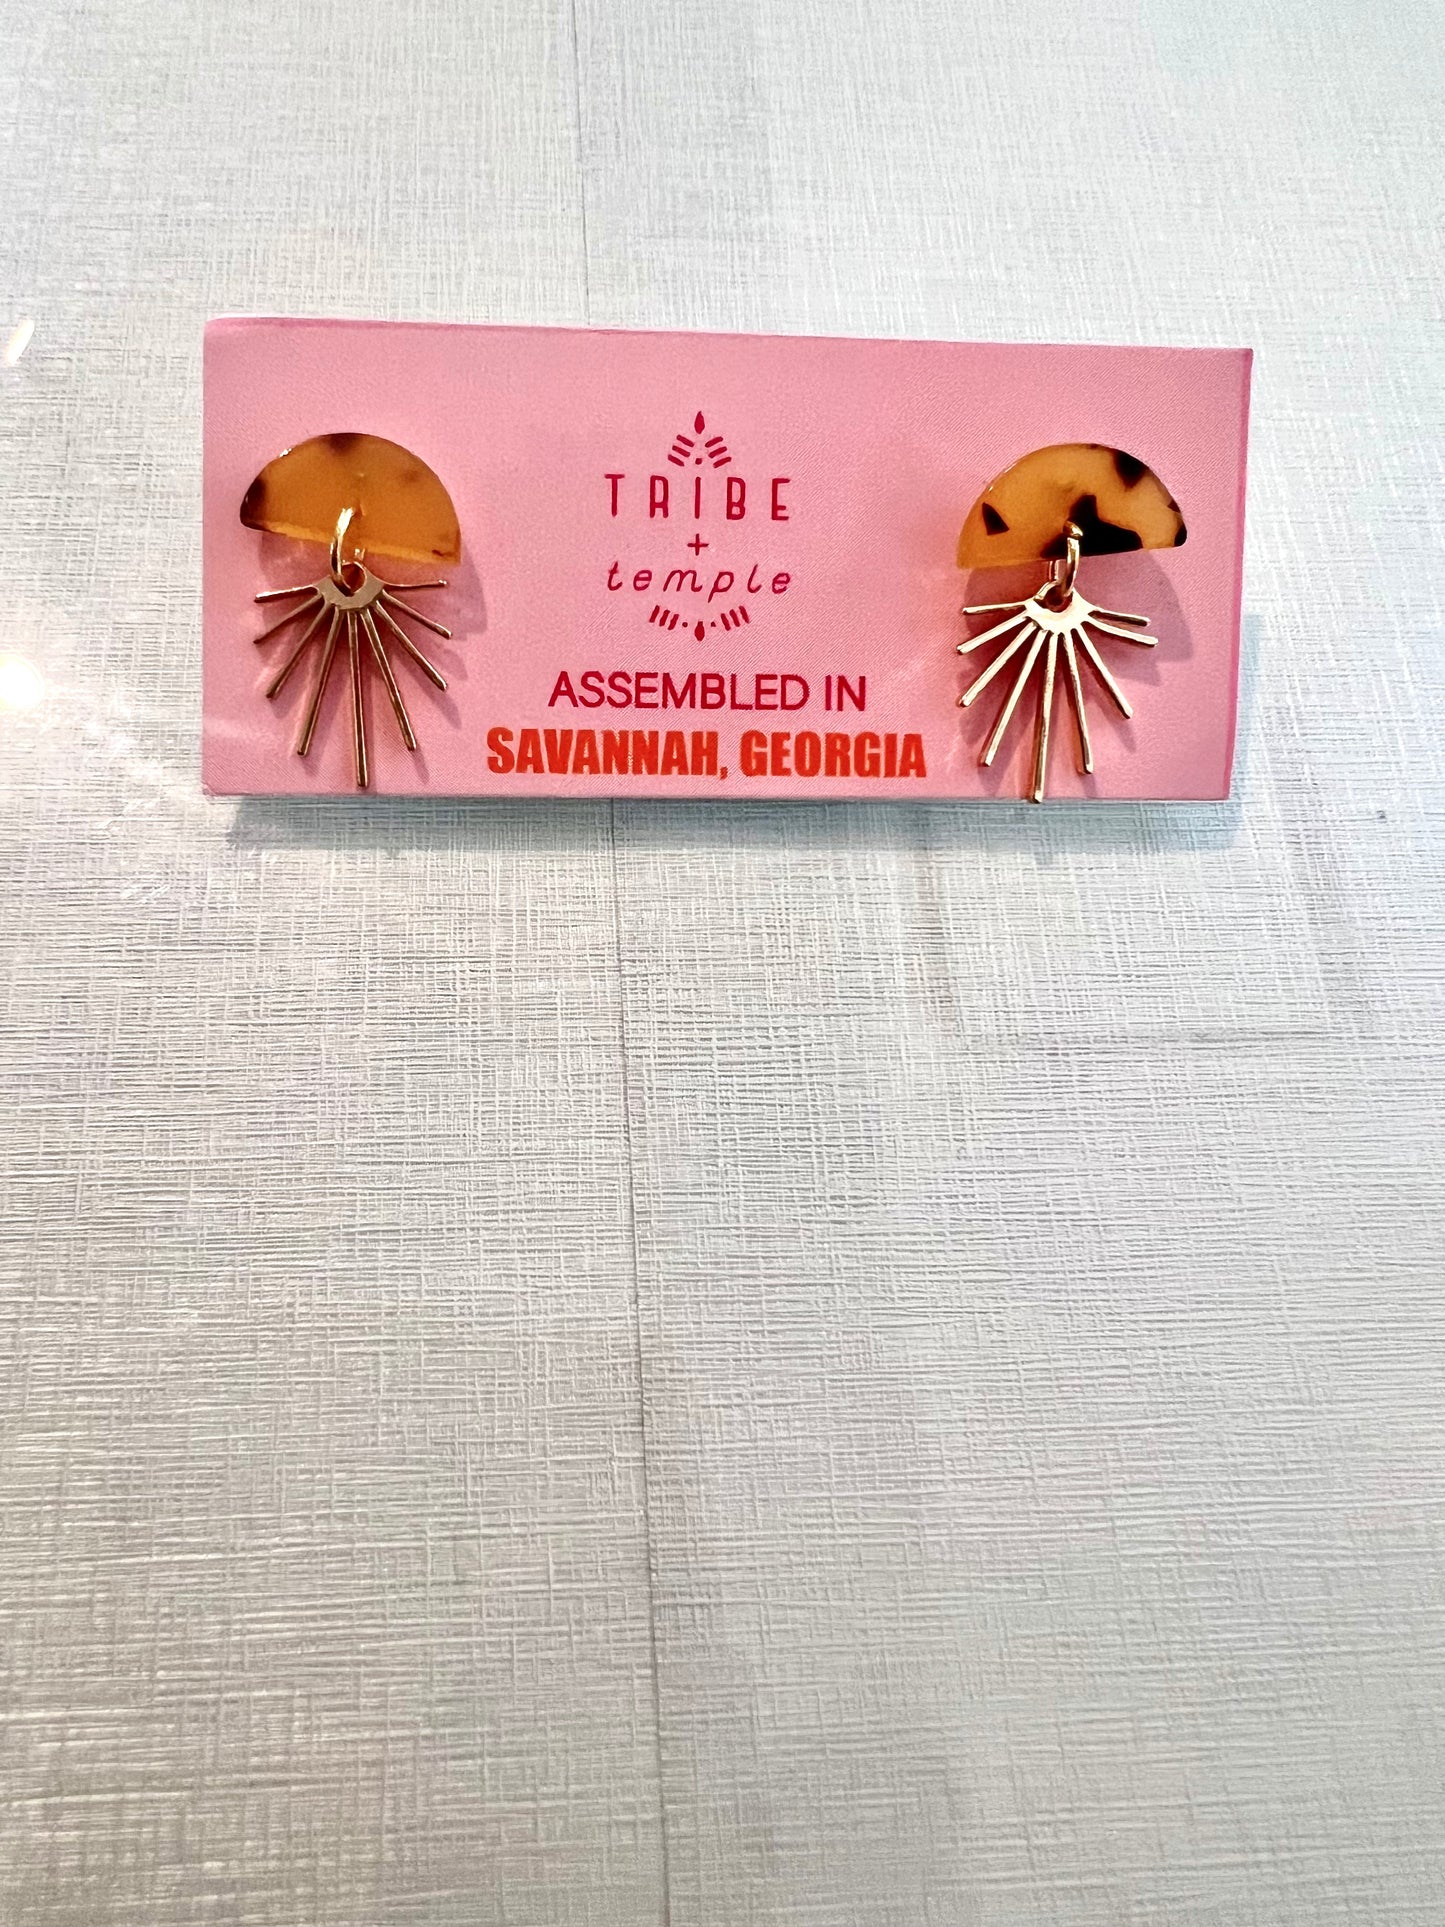 TRIBE
+
temple
ASSEMBLED IN
SAVANNAH, GEORGIA